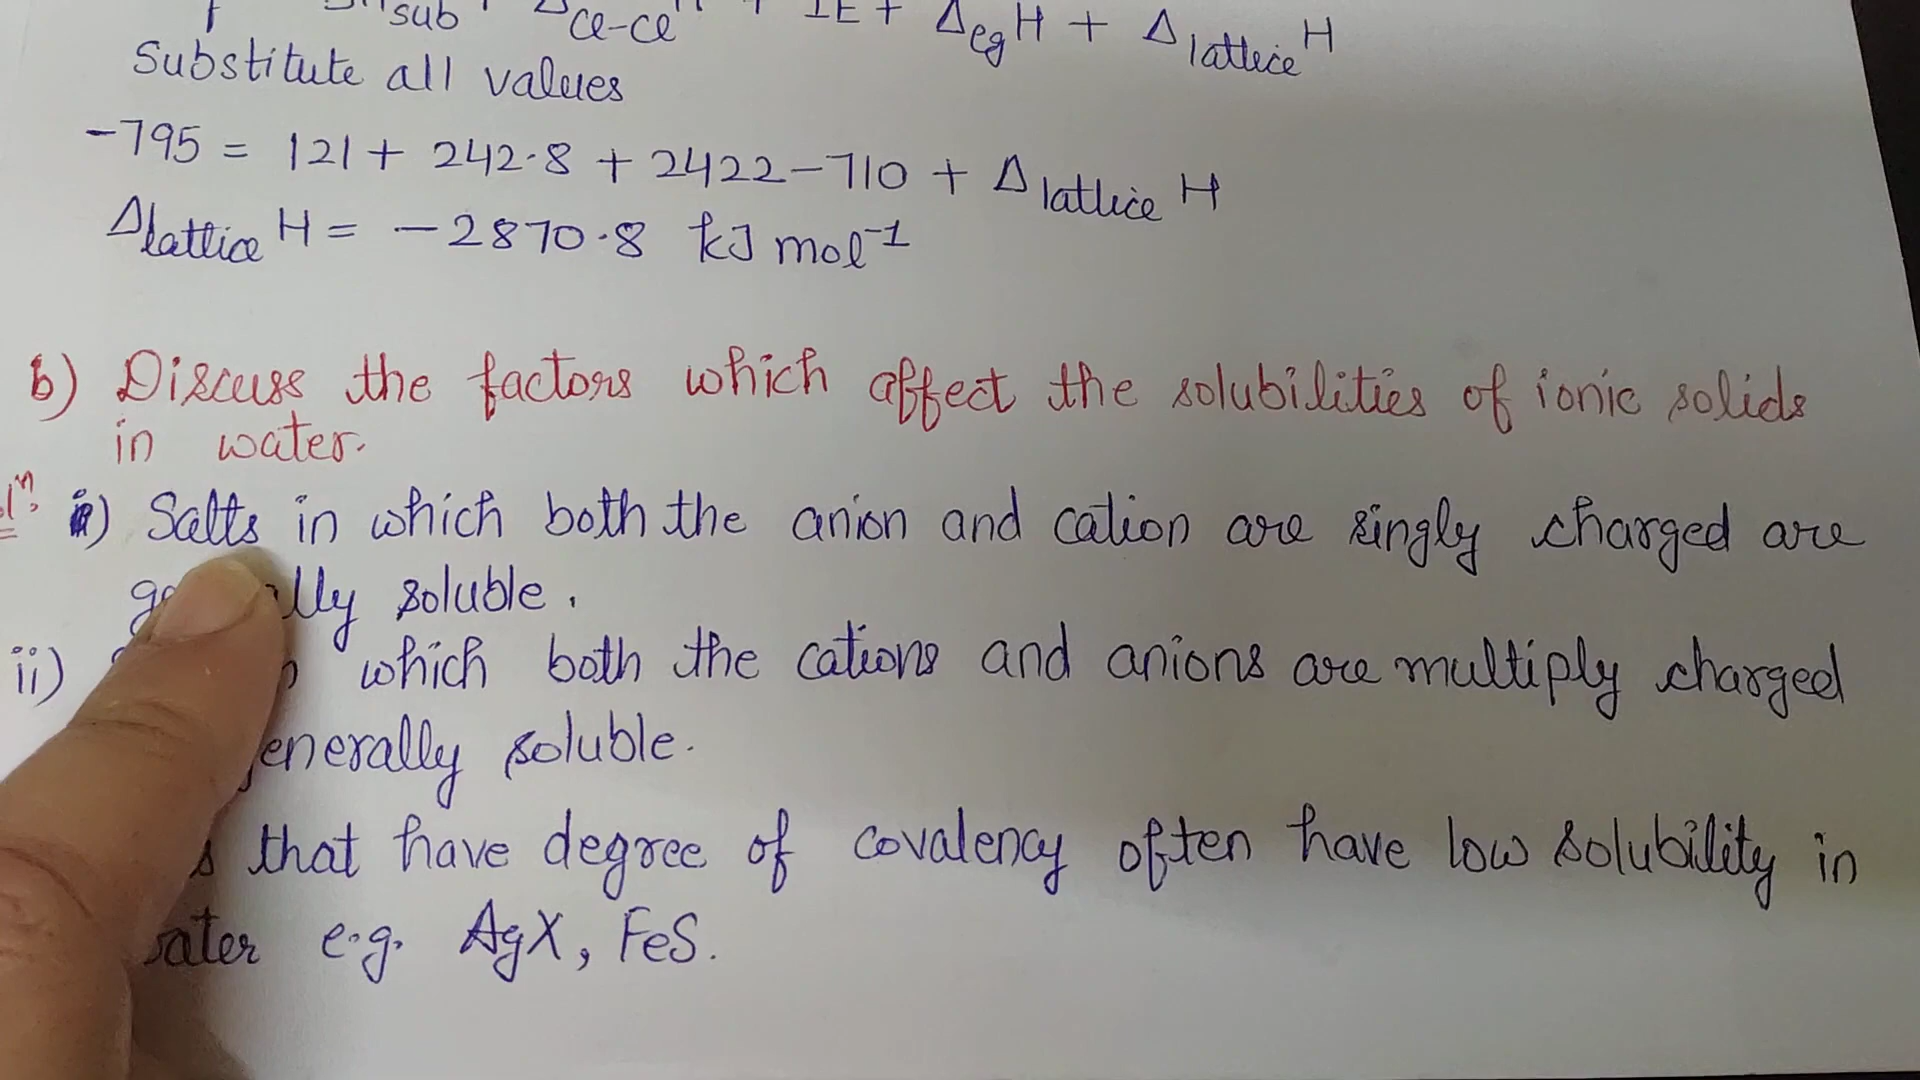 sub Cl-Cl + IE + Δeg H + Δlattice H
Substitute all values
-795 = 121 + 242.8 + 2422 - 710 + Δlattice H
Δlattice H = - 2870.8 kJ mol⁻¹
b) Discuss the factors which affect the solubilities of ionic solids
in water.
i) Salts in which both the anion and cation are singly charged are
soluble.
ii) which both the cations and anions are multiply charged
enerally soluble.
that have degree of covalency often have low solubility in
ater e.g. AgX, FeS.